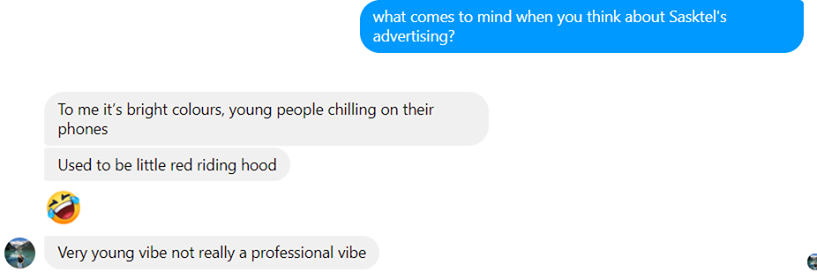 what comes to mind when you think about Sasktel's
advertising?
To me it’s bright colours, young people chilling on their
phones
Used to be little red riding hood
🤣
Very young vibe not really a professional vibe